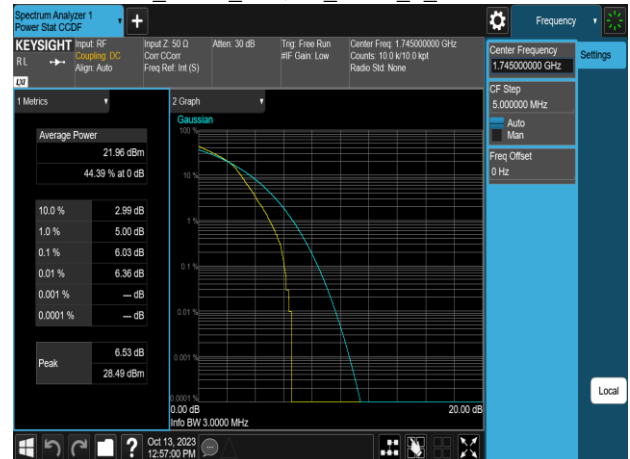 Spectrum Analyzer 1
Power Stat CCDF
Frequency
KEYSIGHT
RL
LXI
Input: RF
Coupling: DC
Align: Auto
Input Z: 50 Ω
Corr CCorr
Freq Ref: Int (S)
Atten: 30 dB
Trig: Free Run
#IF Gain: Low
Center Freq: 1.745000000 GHz
Counts: 10.0 k/10.0 kpt
Radio Std: None
Center Frequency
1.745000000 GHz
Settings
CF Step
5.000000 MHz
Auto
Man
Freq Offset
0 Hz
Local
1 Metrics
Average Power
21.96 dBm
44.39 % at 0 dB
10.0 % 2.99 dB
1.0 % 5.00 dB
0.1 % 6.03 dB
0.01 % 6.36 dB
0.001 % --- dB
0.0001 % --- dB
Peak
6.53 dB
28.49 dBm
2 Graph
Gaussian
100 %
10 %
1 %
0.1 %
0.01 %
0.001 %
0.0001 %
0.00 dB
20.00 dB
Info BW 3.0000 MHz
?
Oct 13, 2023
12:57:00 PM